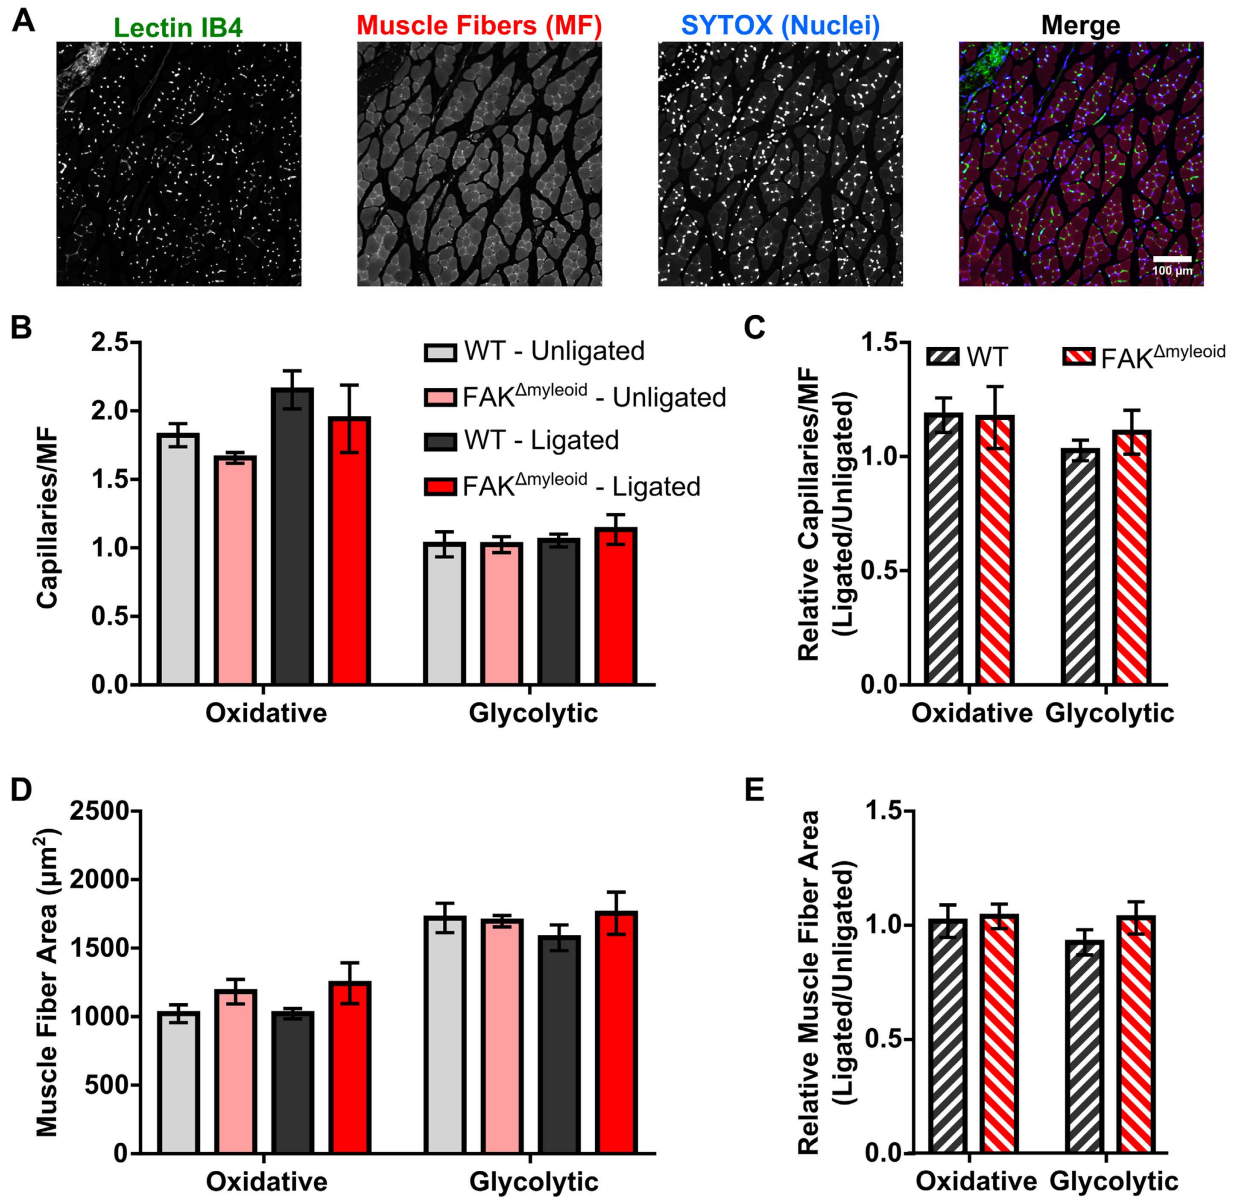 A
Lectin IB4
Muscle Fibers (MF)
SYTOX (Nuclei)
Merge
100 µm
B
Capillaries/MF
2.5
2.0
1.5
1.0
0.5
0.0
WT - Unligated
FAKΔmyleoid - Unligated
WT - Ligated
FAKΔmyleoid - Ligated
Oxidative
Glycolytic
C
Relative Capillaries/MF
(Ligated/Unligated)
1.5
1.0
0.5
0.0
WT
FAKΔmyleoid
Oxidative
Glycolytic
D
Muscle Fiber Area (µm²)
2500
2000
1500
1000
500
0
Oxidative
Glycolytic
E
Relative Muscle Fiber Area
(Ligated/Unligated)
1.5
1.0
0.5
0.0
Oxidative
Glycolytic